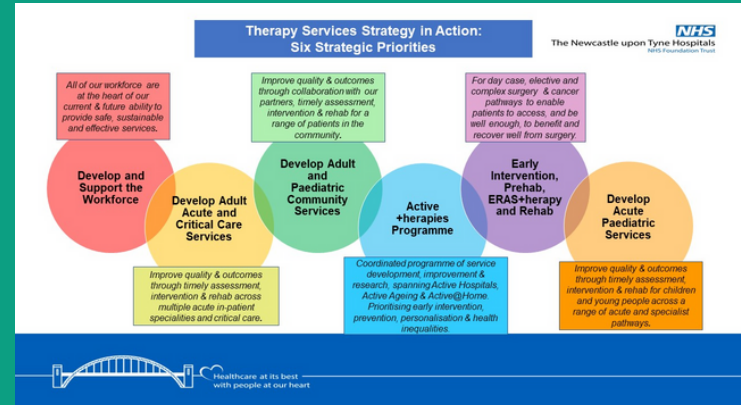 Therapy Services Strategy in Action:
Six Strategic Priorities
NHS
The Newcastle upon Tyne Hospitals
NHS Foundation Trust
All of our workforce are
at the heart of our
current & future ability to
provide safe, sustainable
and effective services.
Develop and
Support the
Workforce
Develop Adult
Acute and
Critical Care
Services
Improve quality & outcomes
through timely assessment,
intervention & rehab across
multiple acute in-patient
specialities and critical care.
Improve quality & outcomes
through collaboration with our
partners, timely assessment,
intervention & rehab for a
range of patients in the
community.
Develop Adult
and
Paediatric
Community
Services
Active
+herapies
Programme
Coordinated programme of service
development, improvement &
research, spanning Active Hospitals,
Active Ageing & Active@Home.
Prioritising early intervention,
prevention, personalisation & health
inequalities.
For day case, elective and
complex surgery & cancer
pathways to enable
patients to access, and be
well enough, to benefit and
recover well from surgery.
Early
Intervention,
Prehab,
ERAS+herapy
and Rehab
Develop
Acute
Paediatric
Services
Improve quality & outcomes
through timely assessment,
intervention & rehab for children
and young people across a
range of acute and specialist
pathways.
Healthcare at its best
with people at our heart